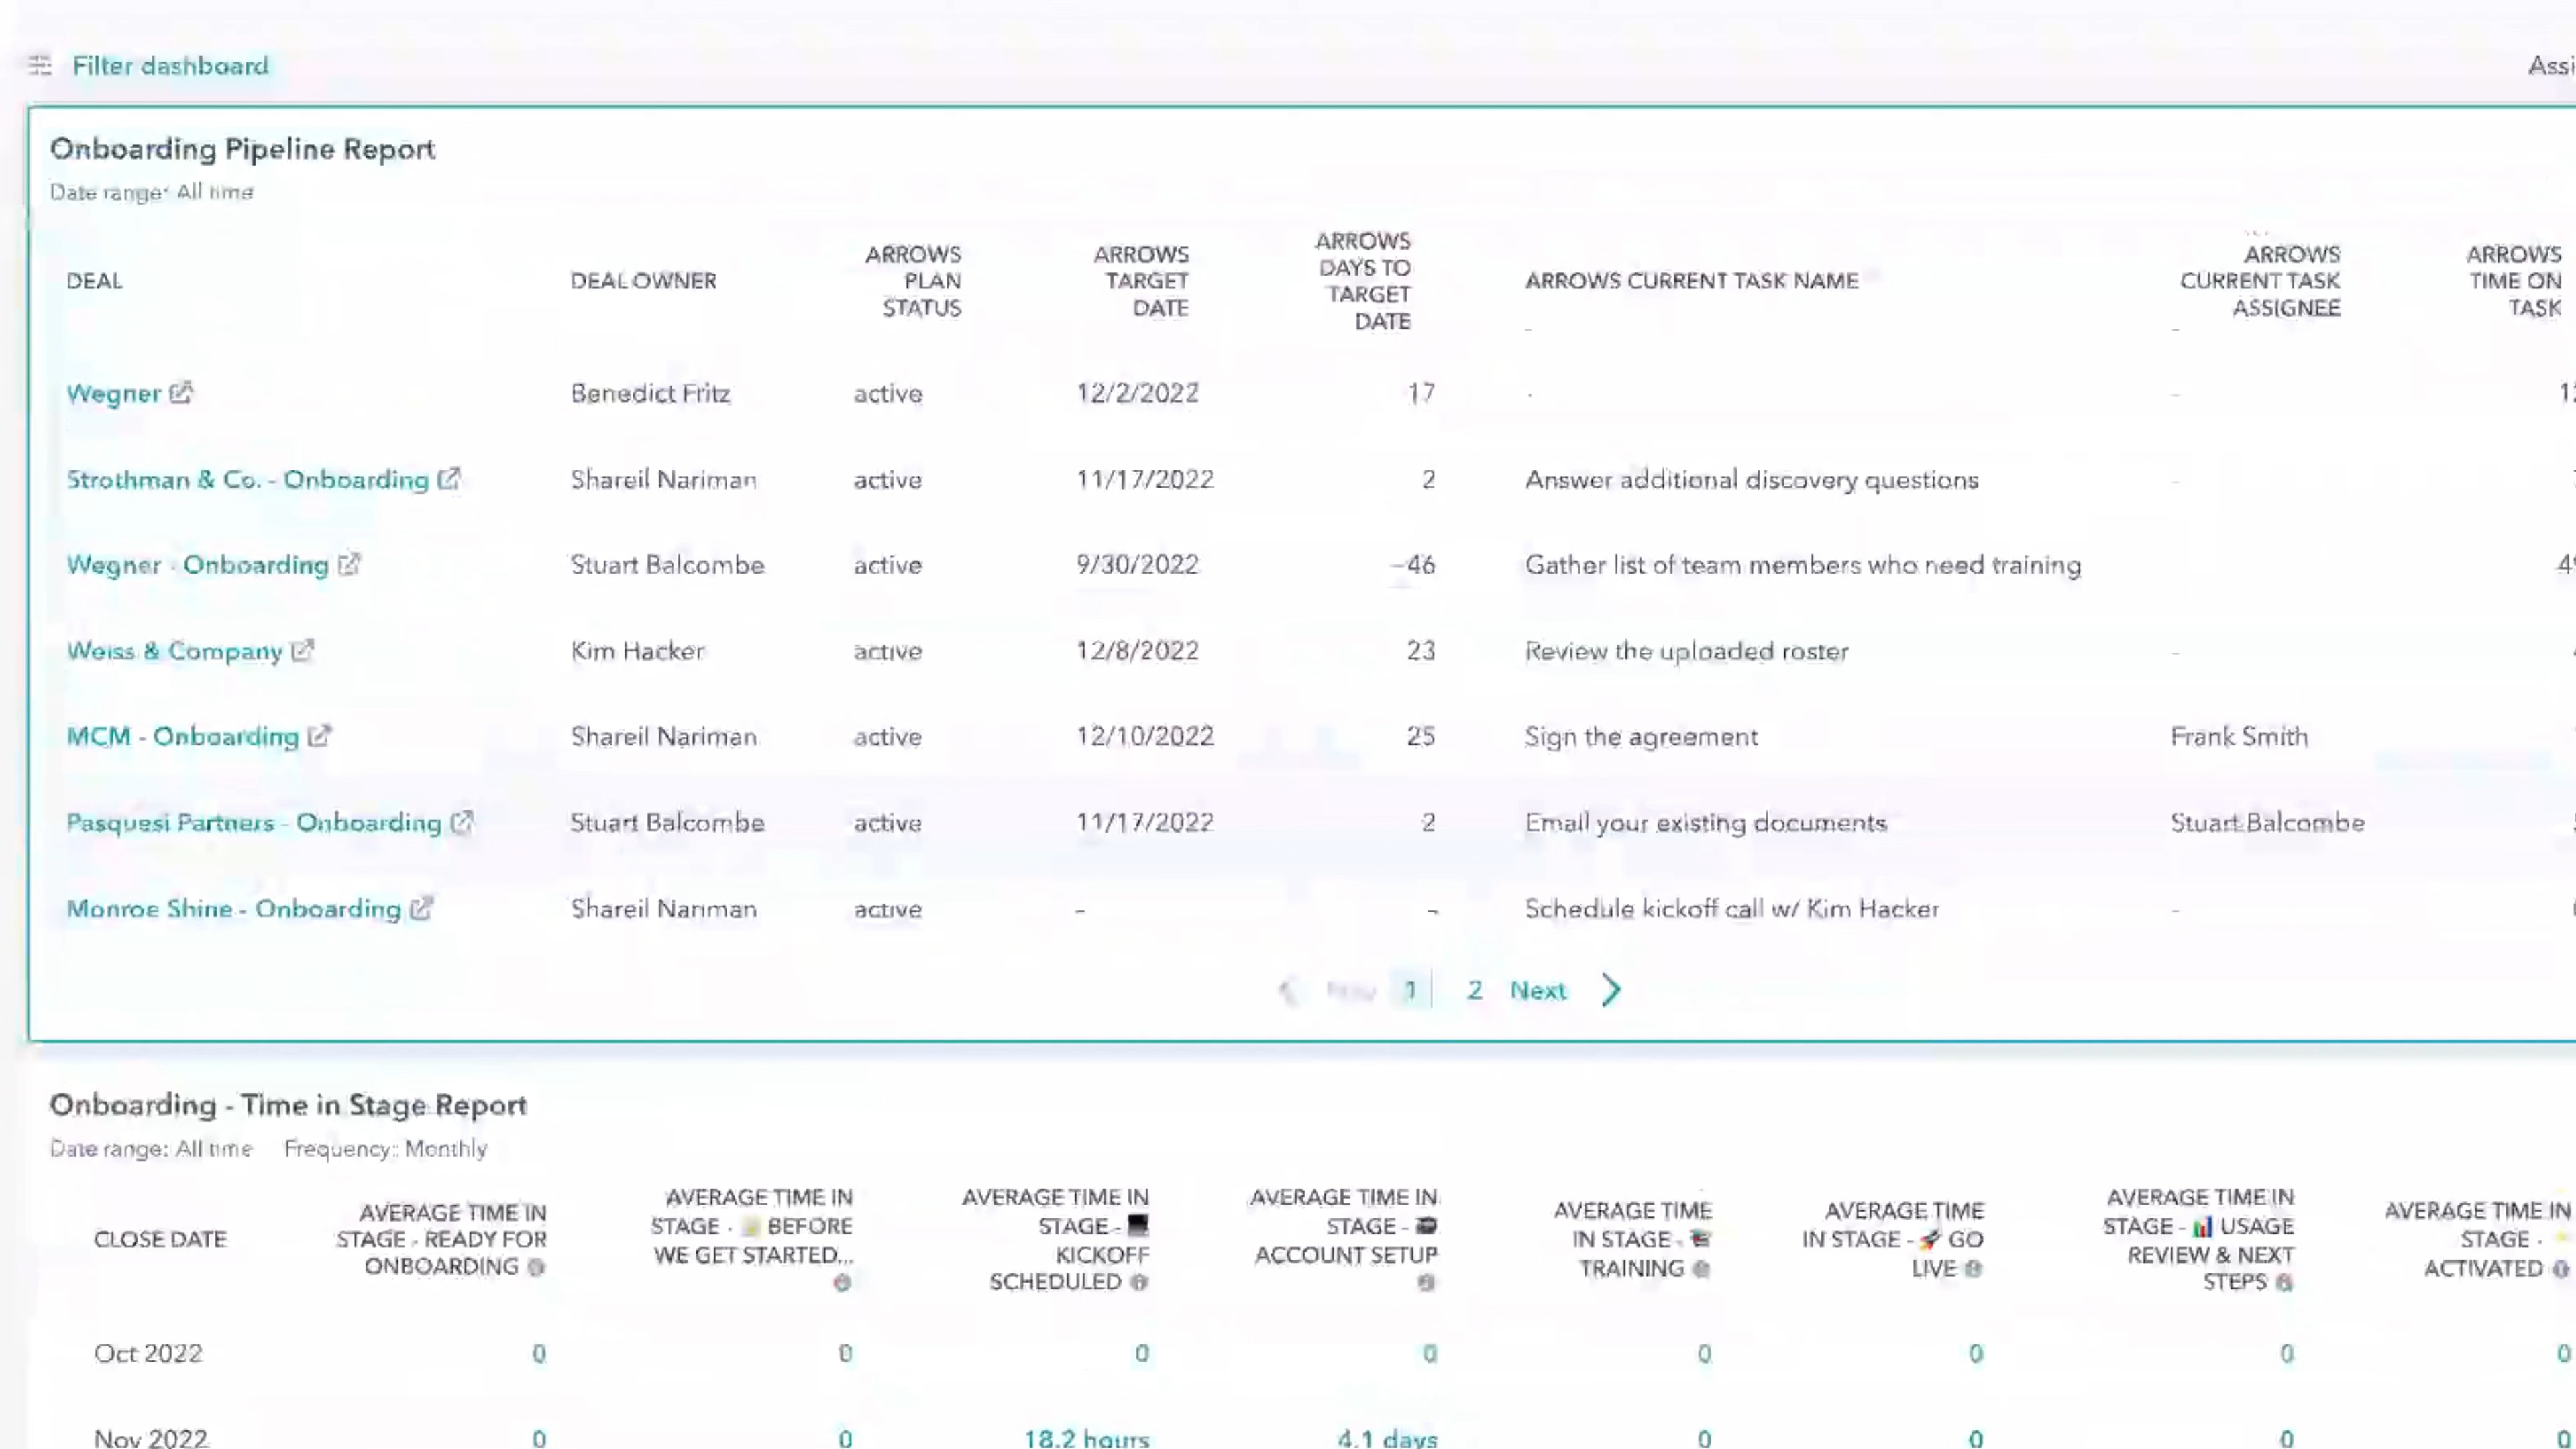 Filter dashboard
Assi
Onboarding Pipeline Report
Date range: All time
DEAL DEAL OWNER ARROWS PLAN STATUS ARROWS TARGET DATE ARROWS DAYS TO TARGET DATE ARROWS CURRENT TASK NAME ARROWS CURRENT TASK ASSIGNEE ARROWS TIME ON TASK
Wegner Benedict Fritz active 12/2/2022 17 - -
Strothman & Co. - Onboarding Shareil Nariman active 11/17/2022 2 Answer additional discovery questions -
Wegner - Onboarding Stuart Balcombe active 9/30/2022 -46 Gather list of team members who need training
Weiss & Company Kim Hacker active 12/8/2022 23 Review the uploaded roster -
MCM - Onboarding Shareil Nariman active 12/10/2022 25 Sign the agreement Frank Smith
Pasquesi Partners - Onboarding Stuart Balcombe active 11/17/2022 2 Email your existing documents Stuart Balcombe
Monroe Shine - Onboarding Shareil Nariman active - - Schedule kickoff call w/ Kim Hacker -
Prev 1 2 Next
Onboarding - Time in Stage Report
Date range: All time Frequency: Monthly
CLOSE DATE AVERAGE TIME IN STAGE - READY FOR ONBOARDING AVERAGE TIME IN STAGE - BEFORE WE GET STARTED... AVERAGE TIME IN STAGE - KICKOFF SCHEDULED AVERAGE TIME IN STAGE - ACCOUNT SETUP AVERAGE TIME IN STAGE - TRAINING AVERAGE TIME IN STAGE - 🚀 GO LIVE AVERAGE TIME IN STAGE - 📊 USAGE REVIEW & NEXT STEPS AVERAGE TIME IN STAGE - ACTIVATED
Oct 2022 0 0 0 0 0 0 0 0
Nov 2022 0 0 18.2 hours 4.1 days 0 0 0 0